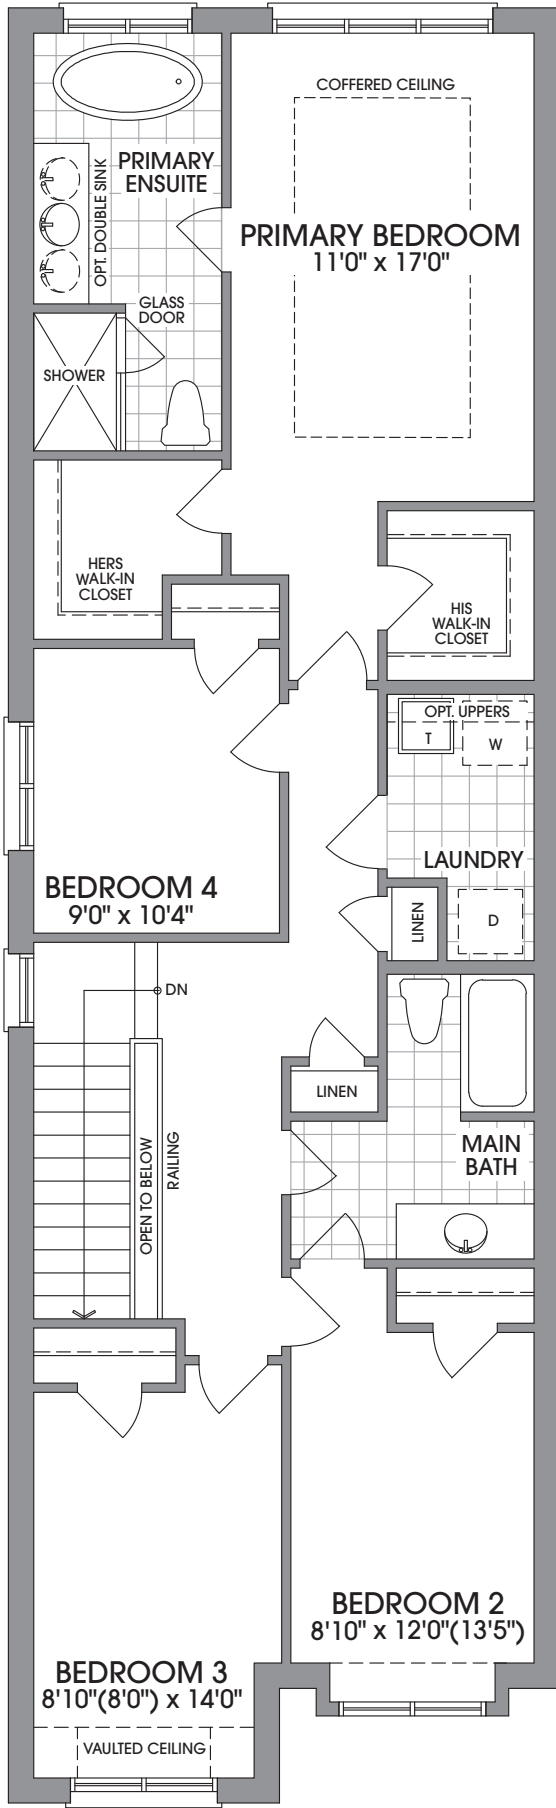 COFFERED CEILING
PRIMARY
ENSUITE
OPT. DOUBLE SINK
PRIMARY BEDROOM
11'0" x 17'0"
GLASS
DOOR
SHOWER
HERS
WALK-IN
CLOSET
HIS
WALK-IN
CLOSET
OPT. UPPERS
T
W
LAUNDRY
BEDROOM 4
9'0" x 10'4"
LINEN
D
DN
LINEN
OPEN TO BELOW
RAILING
MAIN
BATH
BEDROOM 2
8'10" x 12'0"(13'5")
BEDROOM 3
8'10"(8'0") x 14'0"
VAULTED CEILING